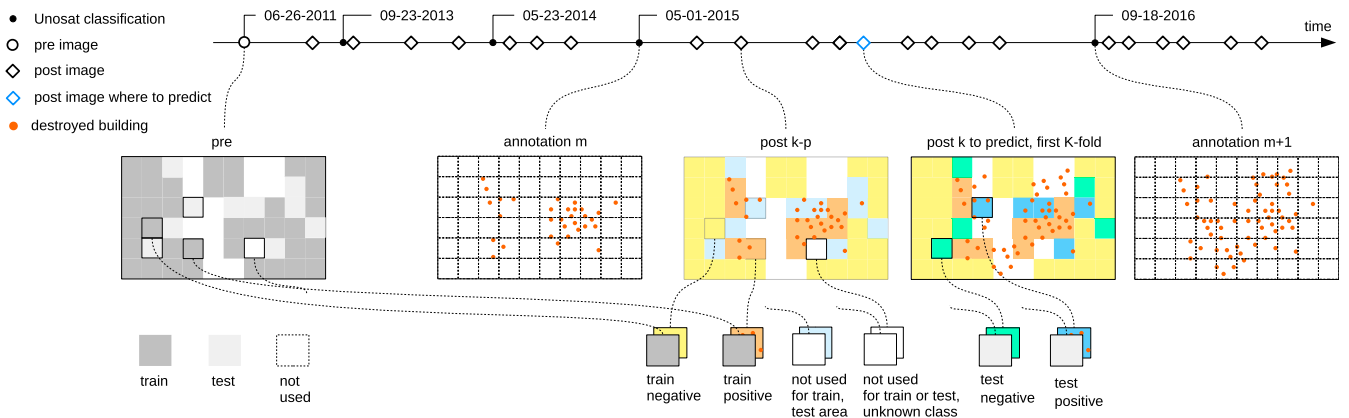 Unosat classification
pre image
post image
post image where to predict
destroyed building
06-26-2011
09-23-2013
05-23-2014
05-01-2015
09-18-2016
time
pre
annotation m
post k-p
post k to predict, first K-fold
annotation m+1
train
test
not
used
train
negative
train
positive
not used
for train,
test area
not used
for train or test,
unknown class
test
negative
test
positive